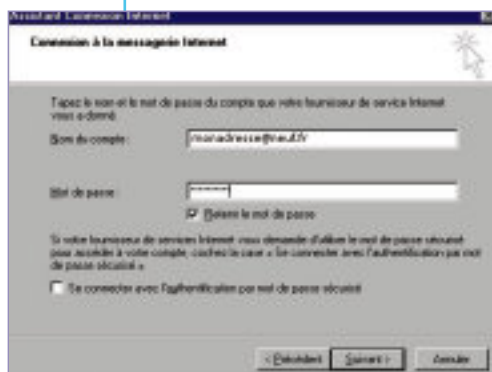 Assistant Connexion Internet
Connexion à la messagerie Internet
Tapez le nom et le mot de passe du compte que votre fournisseur de service Internet
vous a donné.
Nom du compte :
monadresse@neuf.fr
Mot de passe :
Retenir le mot de passe
Si votre fournisseur de services Internet vous demande d'utiliser le mot de passe sécurisé
pour accéder à votre compte, cochez la case « Se connecter avec l'authentification par mot
de passe sécurisé ».
Se connecter avec l'authentification par mot de passe sécurisé
< Précédent
Suivant >
Annuler